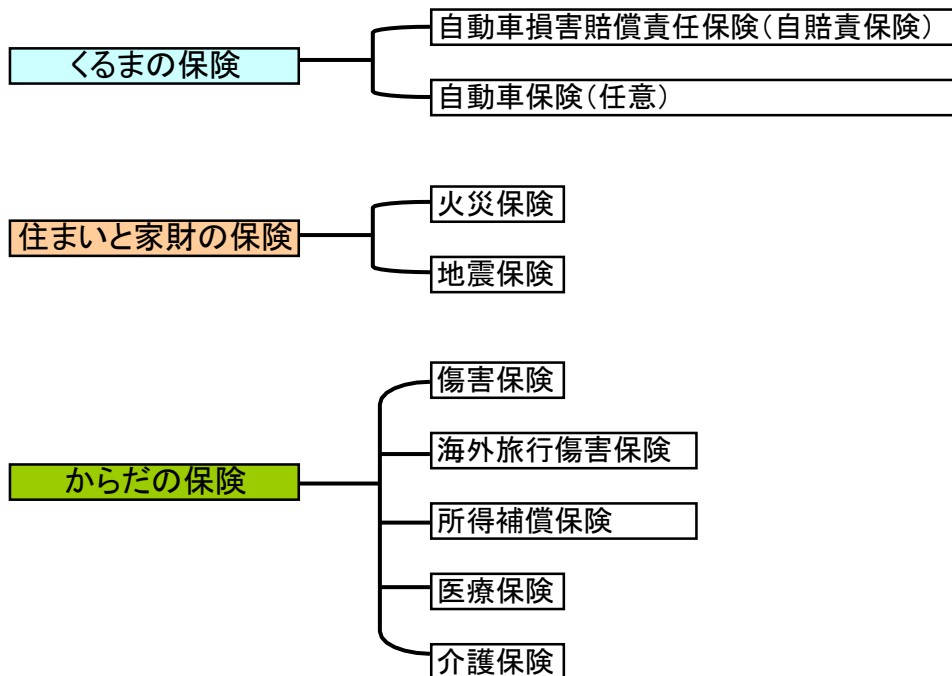 くるまの保険
自動車損害賠償責任保険(自賠責保険)
自動車保険(任意)
住まいと家財の保険
火災保険
地震保険
からだの保険
傷害保険
海外旅行傷害保険
所得補償保険
医療保険
介護保険